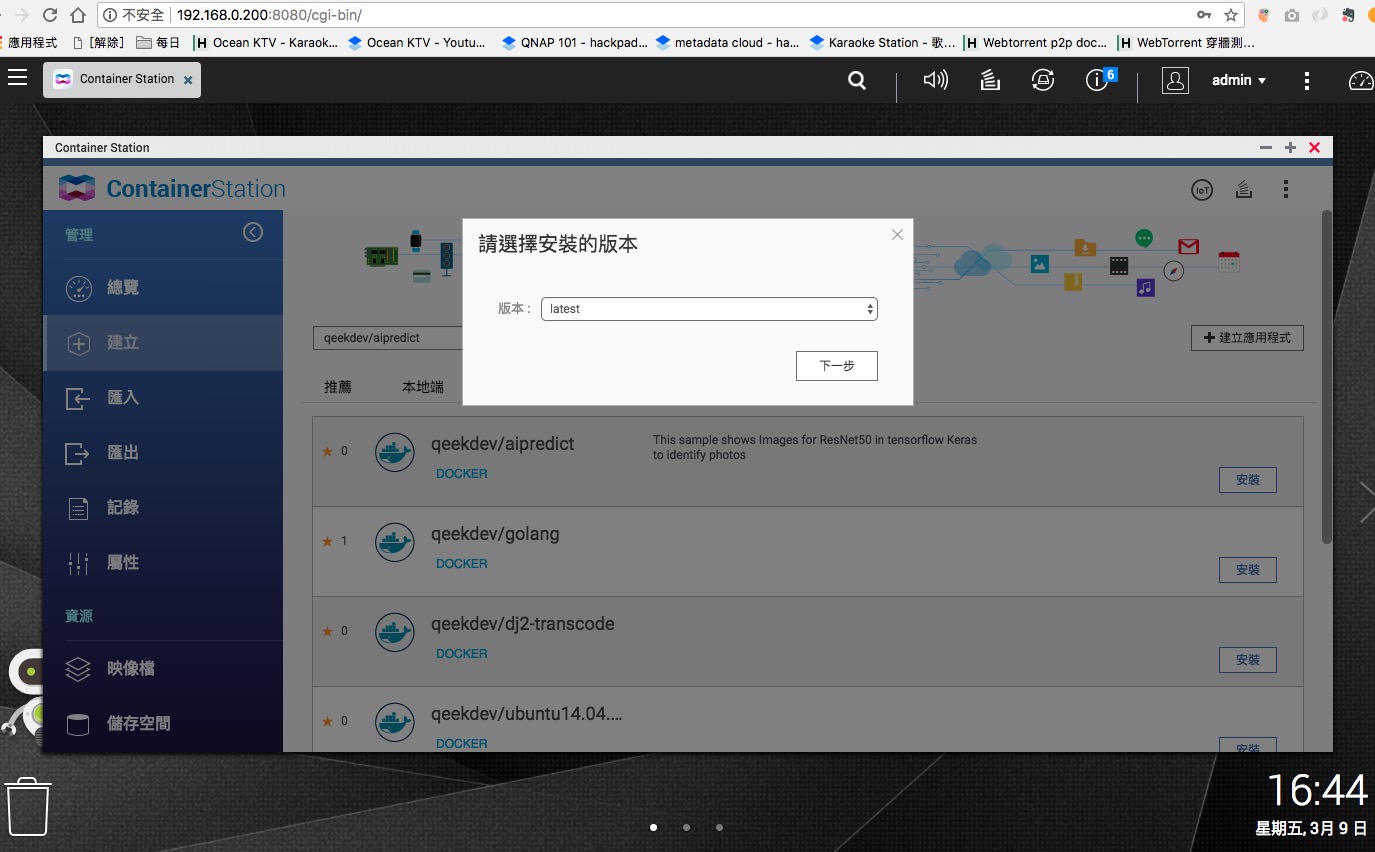 不安全 192.168.0.200:8080/cgi-bin/
應用程式 [解除] 每日 Ocean KTV - Karaok... Ocean KTV - Youtu... QNAP 101 - hackpad... metadata cloud - ha... Karaoke Station - 歌... Webtorrent p2p doc... WebTorrent 穿牆測...
Container Station
6
admin
Container Station
ContainerStation
IoT
管理
總覽
建立
匯入
匯出
記錄
屬性
資源
映像檔
儲存空間
請選擇安裝的版本
版本 :
latest
下一步
qeekdev/aipredict
建立應用程式
推薦
本地端
0
qeekdev/aipredict
DOCKER
This sample shows Images for ResNet50 in tensorflow Keras
to identify photos
安裝
1
qeekdev/golang
DOCKER
安裝
0
qeekdev/dj2-transcode
DOCKER
安裝
0
qeekdev/ubuntu14.04....
DOCKER
安裝
16:44
星期五, 3月 9 日